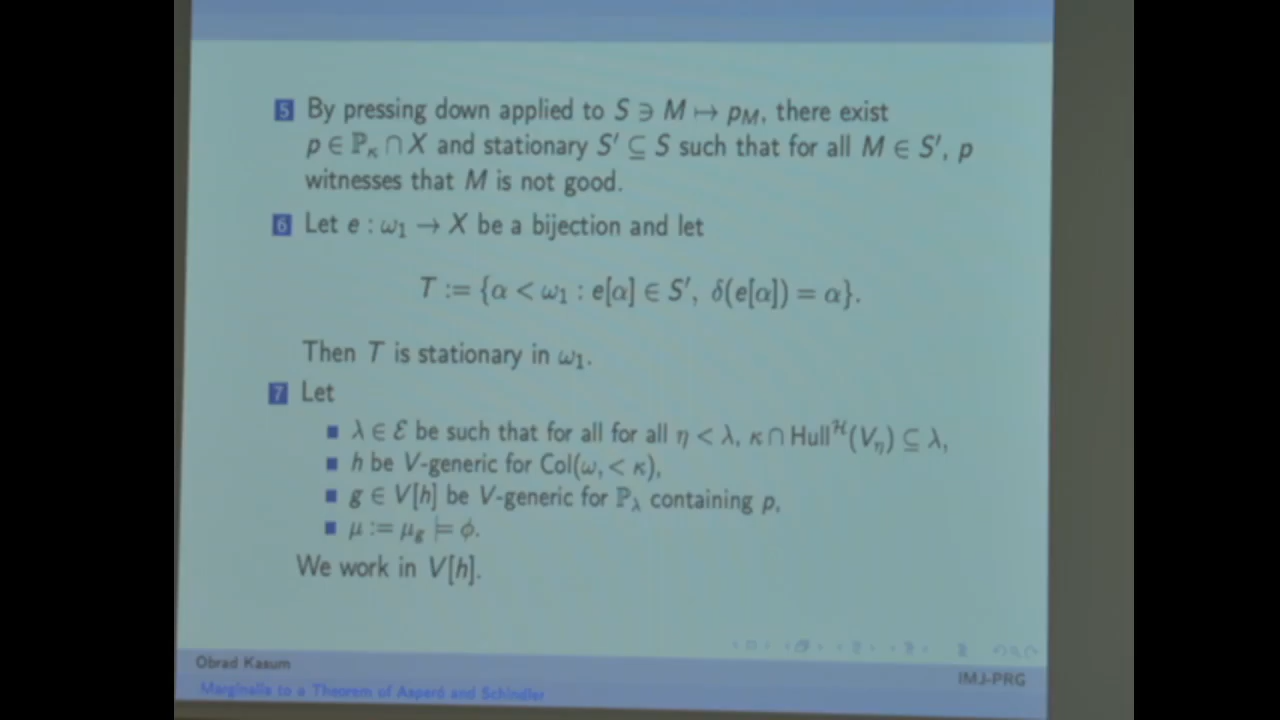 5 By pressing down applied to S ∋ M ↦ p_M, there exist
p ∈ ℙ_κ ∩ X and stationary S′ ⊆ S such that for all M ∈ S′, p
witnesses that M is not good.
6 Let e : ω₁ → X be a bijection and let
T := {α < ω₁ : e[α] ∈ S′, δ(e[α]) = α}.
Then T is stationary in ω₁.
7 Let
■ λ ∈ ℰ be such that for all for all η < λ, κ ∩ Hull^ℋ(V_η) ⊆ λ,
■ h be V-generic for Col(ω, < κ),
■ g ∈ V[h] be V-generic for ℙ_λ containing p,
■ μ := μ_g ⊨ ϕ.
We work in V[h].
Obrad Kasum
IMJ-PRG
Marginalia to a Theorem of Asperó and Schindler